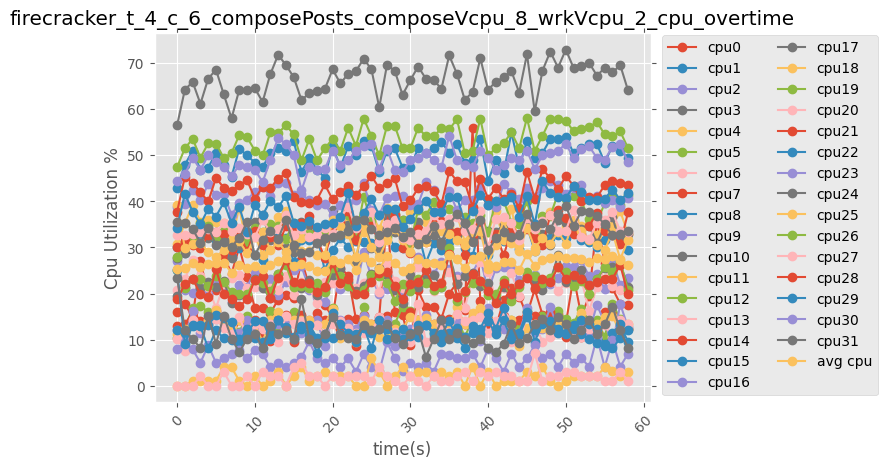 firecracker_t_4_c_6_composePosts_composeVcpu_8_wrkVcpu_2_cpu_overtime
Cpu Utilization %
70
60
50
40
30
20
10
0
0
10
20
30
40
50
60
time(s)
cpu0
cpu1
cpu2
cpu3
cpu4
cpu5
cpu6
cpu7
cpu8
cpu9
cpu10
cpu11
cpu12
cpu13
cpu14
cpu15
cpu16
cpu17
cpu18
cpu19
cpu20
cpu21
cpu22
cpu23
cpu24
cpu25
cpu26
cpu27
cpu28
cpu29
cpu30
cpu31
avg cpu